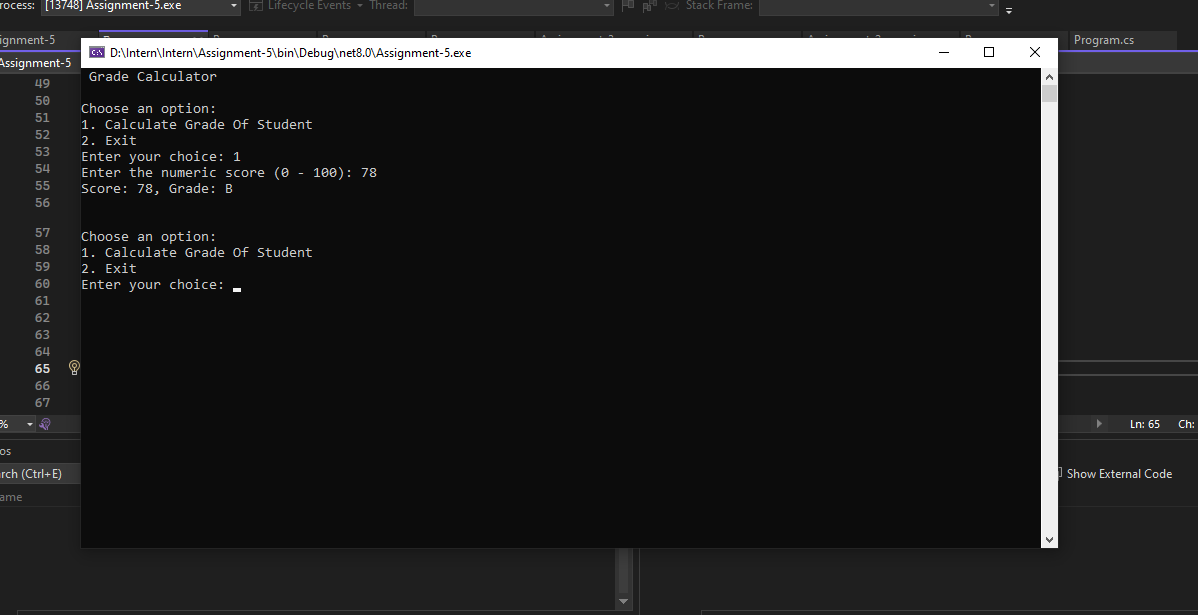 rocess: [13748] Assignment-5.exe Lifecycle Events Thread: Stack Frame:
ignment-5 Program.cs
Assignment-5
D:\Intern\Intern\Assignment-5\bin\Debug\net8.0\Assignment-5.exe
Grade Calculator
Choose an option:
1. Calculate Grade Of Student
2. Exit
Enter your choice: 1
Enter the numeric score (0 - 100): 78
Score: 78, Grade: B
Choose an option:
1. Calculate Grade Of Student
2. Exit
Enter your choice:
49
50
51
52
53
54
55
56
57
58
59
60
61
62
63
64
65
66
67
% Ln: 65 Ch:
os
rch (Ctrl+E) Show External Code
ame